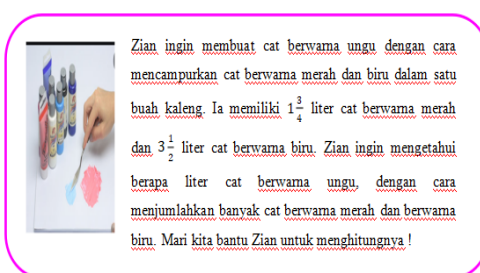 Zian ingin membuat cat berwarna ungu dengan cara
mencampurkan cat berwarna merah dan biru dalam satu
buah kaleng. Ia memiliki 1 3/4 liter cat berwarna merah
dan 3 1/2 liter cat berwarna biru. Zian ingin mengetahui
berapa liter cat berwarna ungu, dengan cara
menjumlahkan banyak cat berwarna merah dan berwarna
biru. Mari kita bantu Zian untuk menghitungnya !